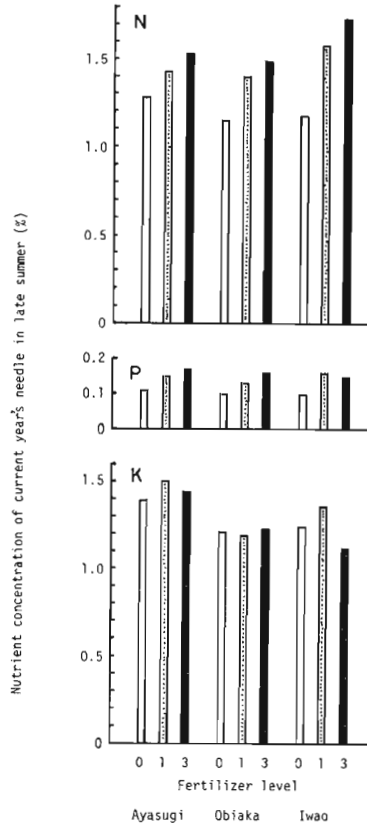 Nutrient concentration of current year's needle in late summer (%)
N
1.5
1.0
0.5
0
P
0.2
0.1
0
K
1.5
1.0
0.5
0
0 1 3 0 1 3 0 1 3
Fertilizer level
Ayasugi Obiaka Iwao